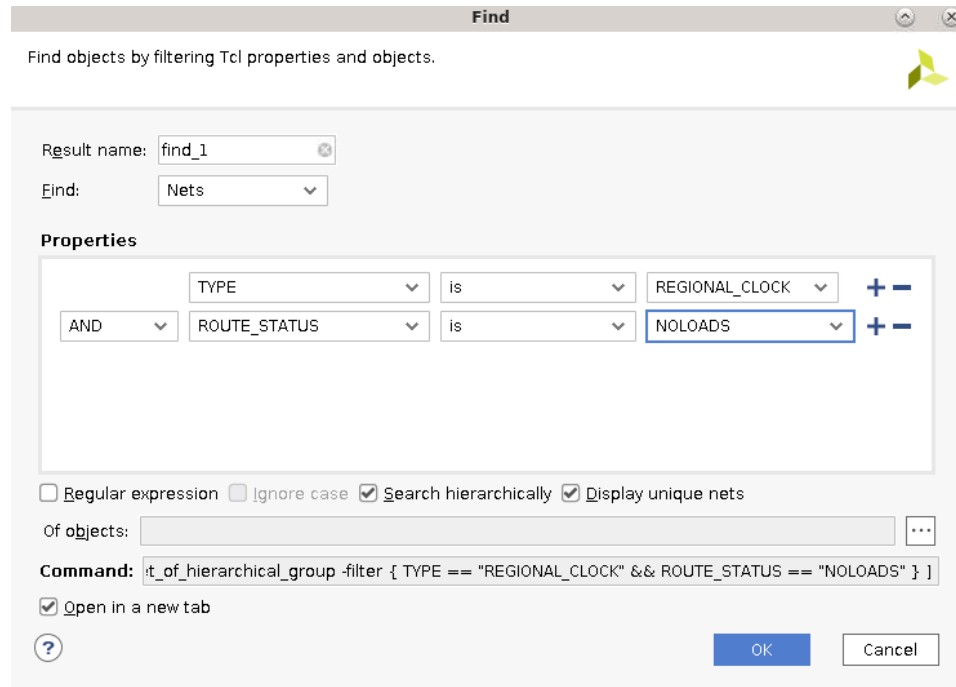 Find
Find objects by filtering Tcl properties and objects.
Result name: find_1
Find: Nets
Properties
TYPE is REGIONAL_CLOCK
AND ROUTE_STATUS is NOLOADS
Regular expression Ignore case Search hierarchically Display unique nets
Of objects: ...
Command: t_of_hierarchical_group -filter { TYPE == "REGIONAL_CLOCK" && ROUTE_STATUS == "NOLOADS" } ]
Open in a new tab
? OK Cancel